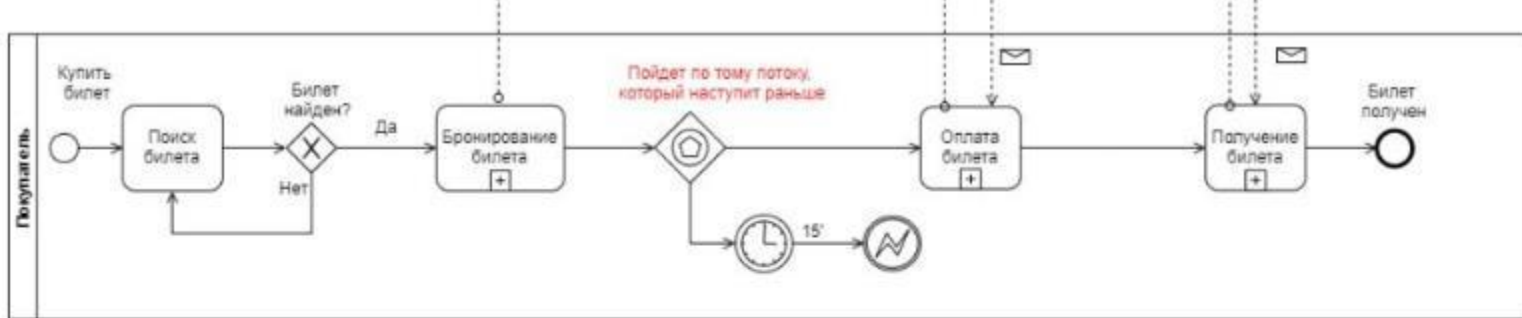 Покупатель
Купить
билет
Поиск
билета
Билет
найден?
Да
Нет
Бронирование
билета
Пойдет по тому потоку,
который наступит раньше
15'
Оплата
билета
Получение
билета
Билет
получен